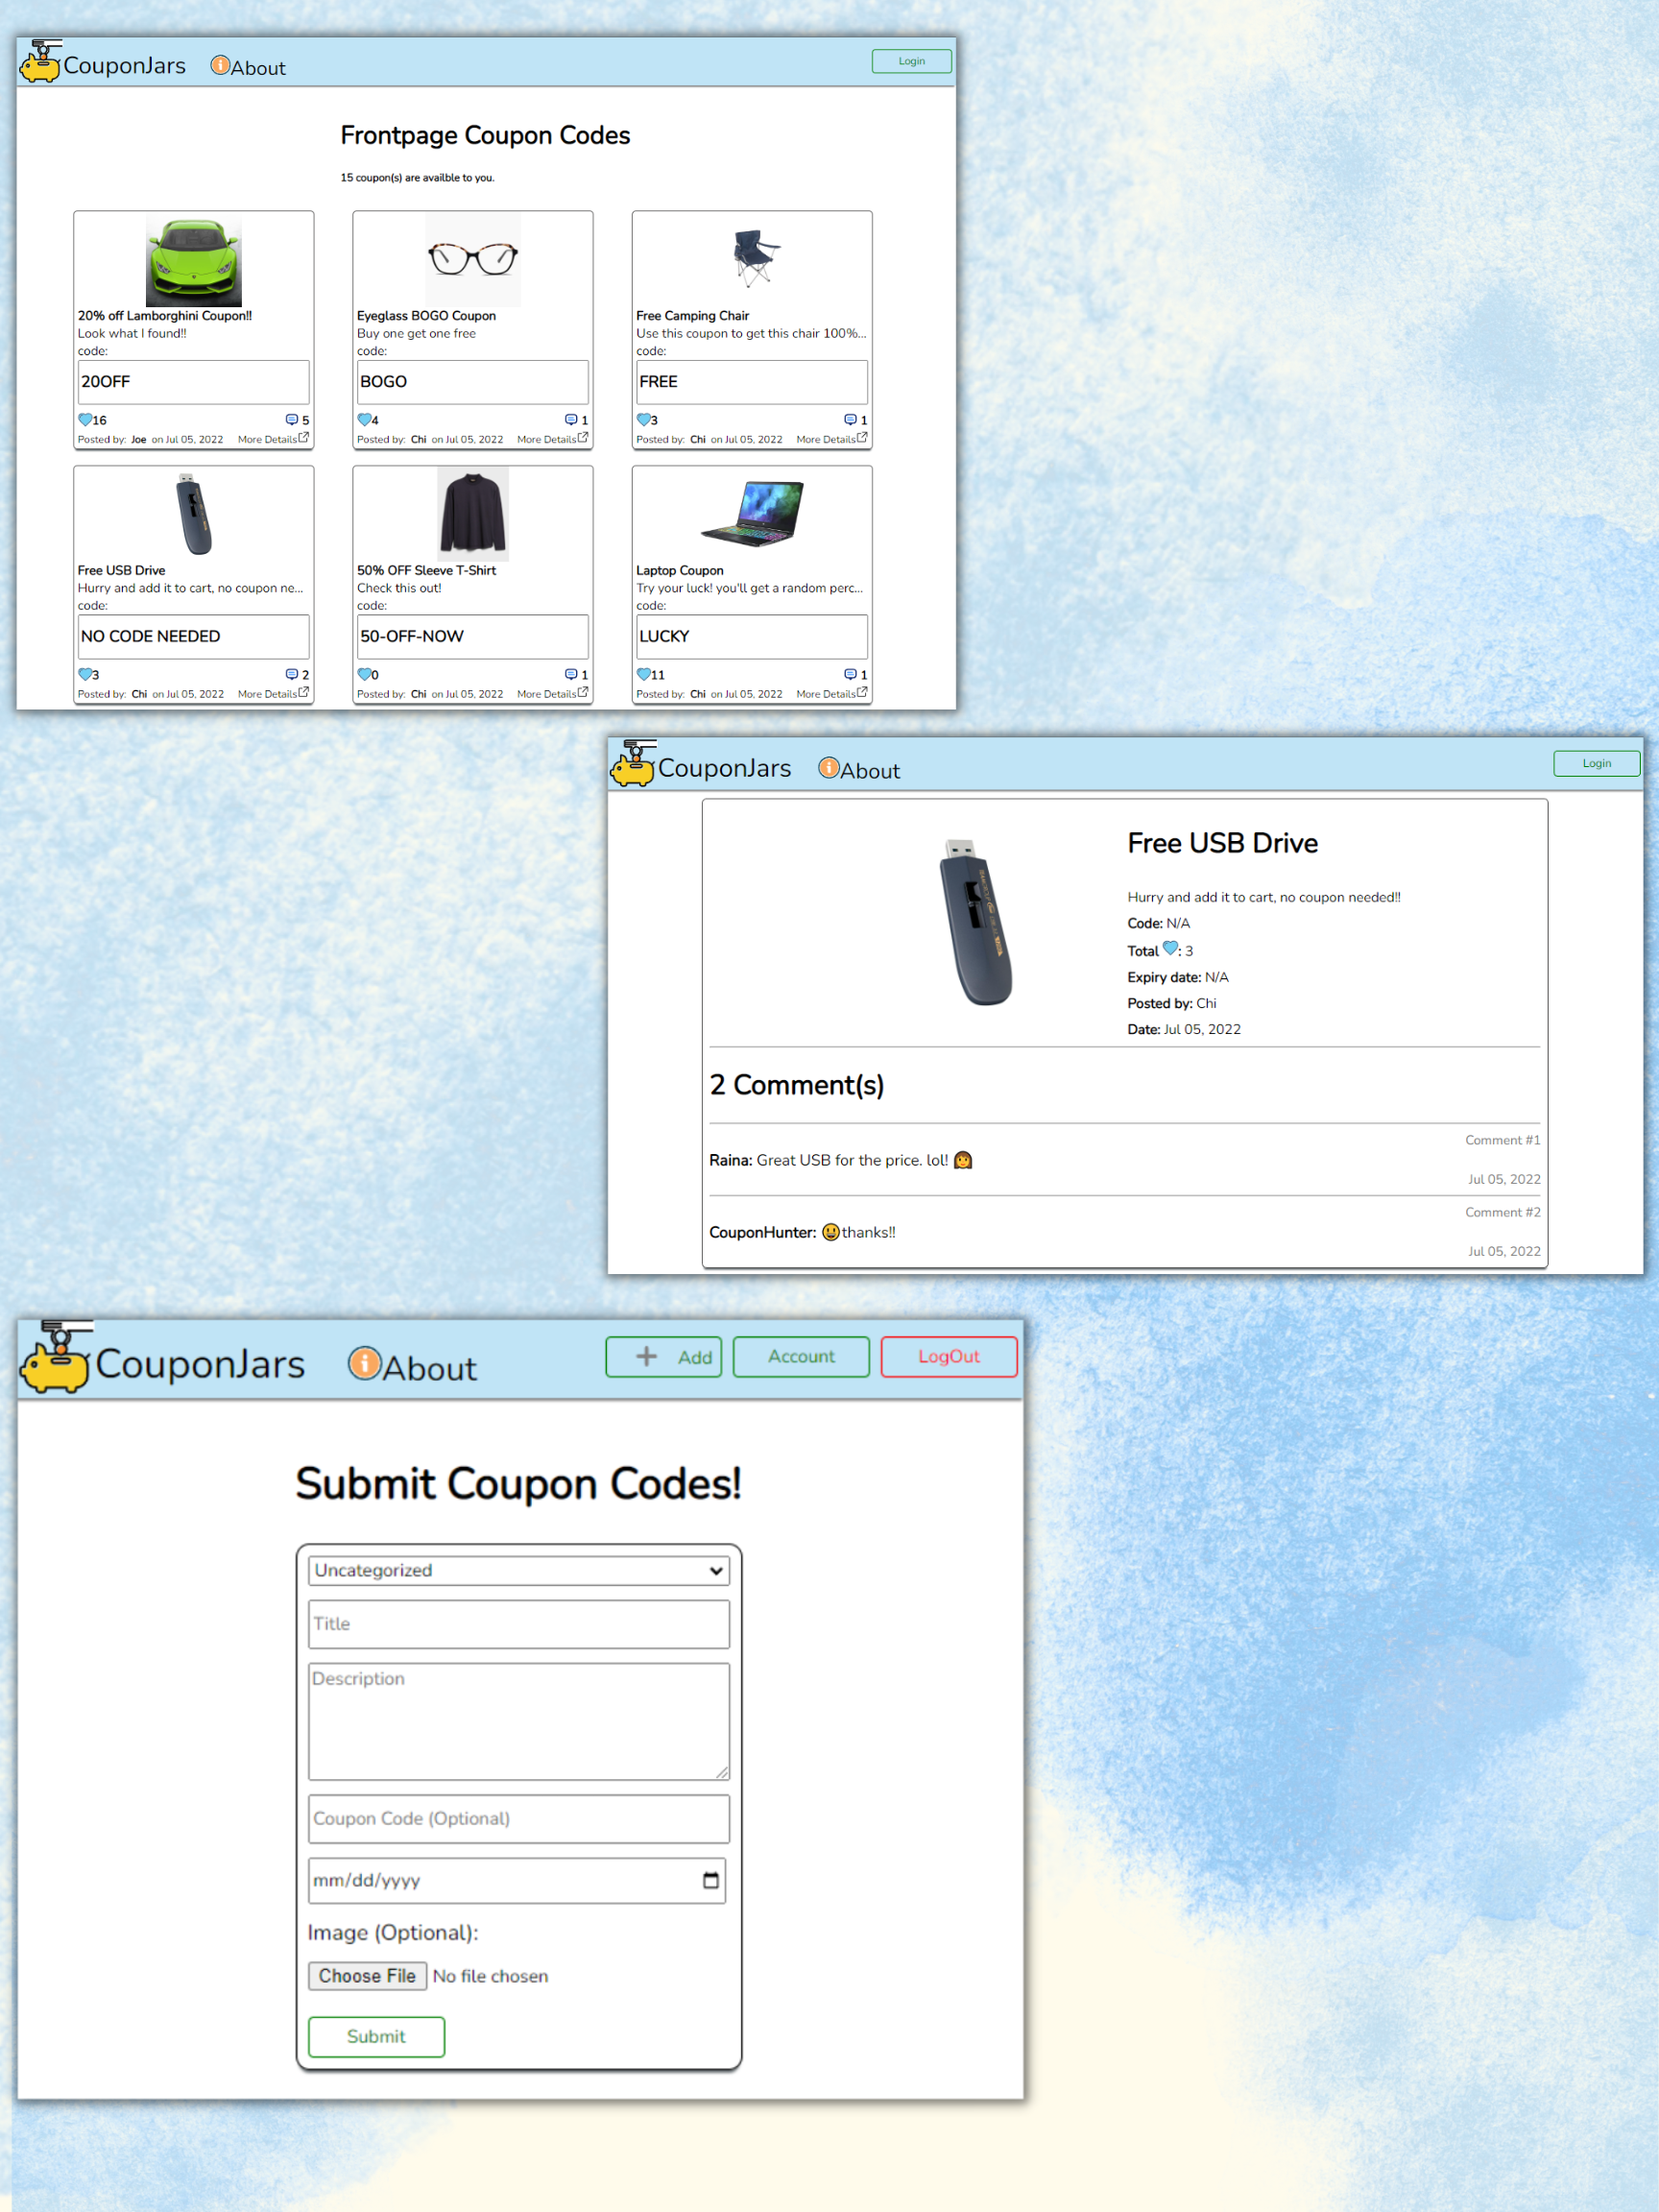 CouponJars
About
Login
Frontpage Coupon Codes
15 coupon(s) are availble to you.
20% off Lamborghini Coupon!!
Look what I found!!
code:
20OFF
16
5
Posted by: Joe on Jul 05, 2022 More Details
Eyeglass BOGO Coupon
Buy one get one free
code:
BOGO
4
1
Posted by: Chi on Jul 05, 2022 More Details
Free Camping Chair
Use this coupon to get this chair 100%...
code:
FREE
3
1
Posted by: Chi on Jul 05, 2022 More Details
Free USB Drive
Hurry and add it to cart, no coupon ne...
code:
NO CODE NEEDED
3
2
Posted by: Chi on Jul 05, 2022 More Details
50% OFF Sleeve T-Shirt
Check this out!
code:
50-OFF-NOW
0
1
Posted by: Chi on Jul 05, 2022 More Details
Laptop Coupon
Try your luck! you'll get a random perc...
code:
LUCKY
11
1
Posted by: Chi on Jul 05, 2022 More Details
CouponJars
About
Login
Free USB Drive
Hurry and add it to cart, no coupon needed!!
Code: N/A
Total 💙: 3
Expiry date: N/A
Posted by: Chi
Date: Jul 05, 2022
2 Comment(s)
Comment #1
Raina: Great USB for the price. lol! 👩
Jul 05, 2022
Comment #2
CouponHunter: 😃thanks!!
Jul 05, 2022
CouponJars
About
+ Add
Account
LogOut
Submit Coupon Codes!
Uncategorized
Title
Description
Coupon Code (Optional)
mm/dd/yyyy
Image (Optional):
Choose File No file chosen
Submit